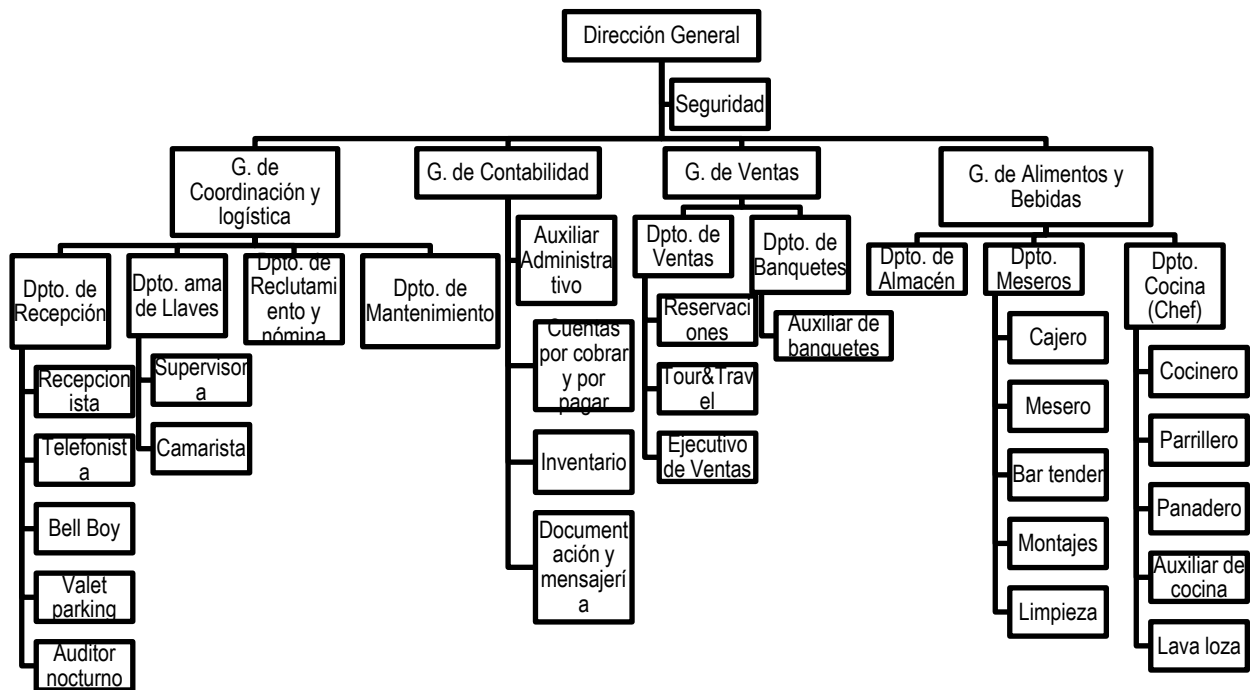 Dirección General
Seguridad
G. de
Coordinación y
logística
G. de Contabilidad
G. de Ventas
G. de Alimentos y
Bebidas
Dpto. de
Recepción
Dpto. ama
de Llaves
Dpto. de
Reclutami
ento y
nómina
Dpto. de
Mantenimiento
Auxiliar
Administr
ativo
Dpto. de
Ventas
Dpto. de
Banquetes
Dpto. de
Almacén
Dpto.
Meseros
Dpto.
Cocina
(Chef)
Recepcion
ista
Telefonist
a
Bell Boy
Valet
parking
Auditor
nocturno
Supervisor
a
Camarista
Cuentas
por cobrar
y por
pagar
Inventario
Document
ación y
mensajerí
a
Reservaci
ones
Tour&Trav
el
Ejecutivo
de Ventas
Auxiliar de
banquetes
Cajero
Mesero
Bar tender
Montajes
Limpieza
Cocinero
Parrillero
Panadero
Auxiliar de
cocina
Lava loza